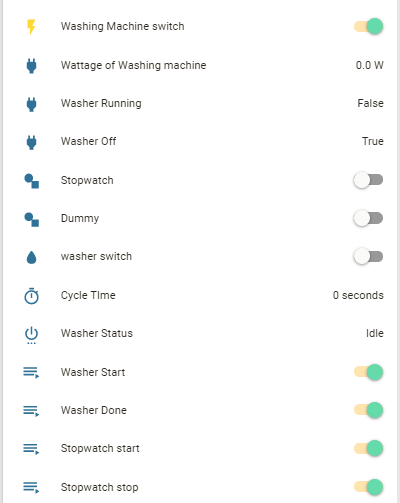 Washing Machine switch
Wattage of Washing machine 0.0 W
Washer Running False
Washer Off True
Stopwatch
Dummy
washer switch
Cycle TIme 0 seconds
Washer Status Idle
Washer Start
Washer Done
Stopwatch start
Stopwatch stop